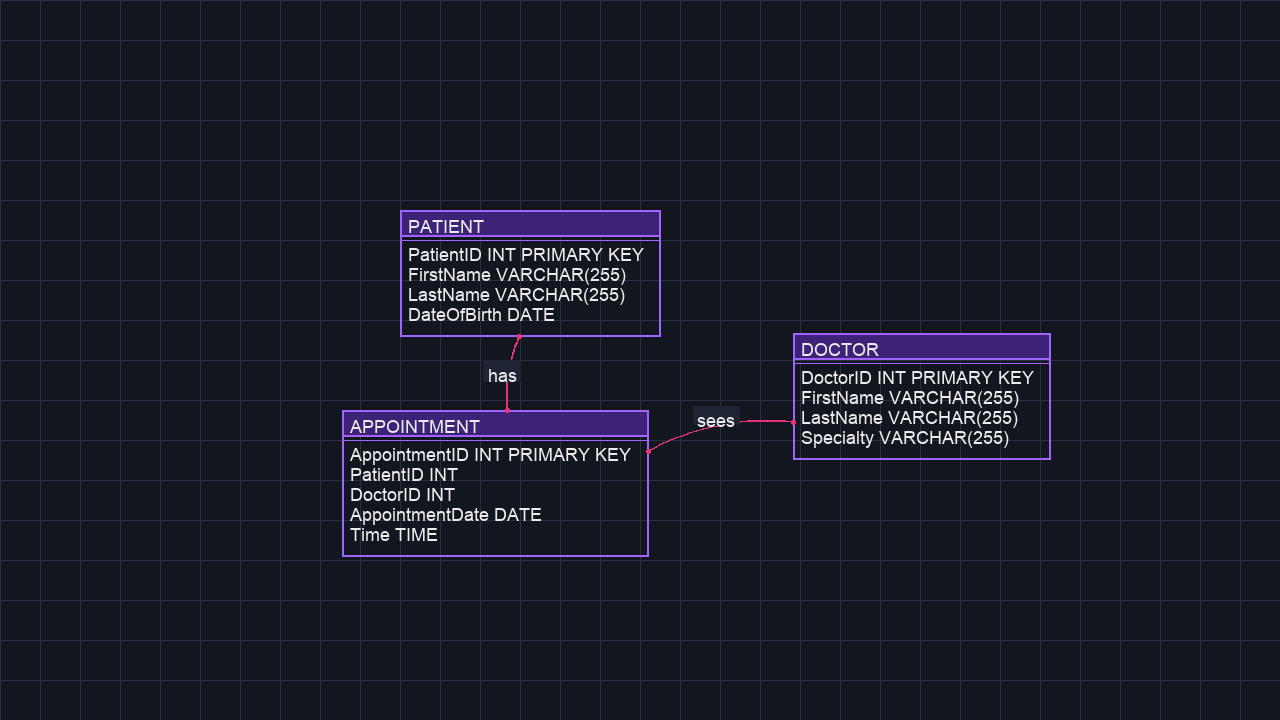 PATIENT
PatientID INT PRIMARY KEY
FirstName VARCHAR(255)
LastName VARCHAR(255)
DateOfBirth DATE
has
APPOINTMENT
AppointmentID INT PRIMARY KEY
PatientID INT
DoctorID INT
AppointmentDate DATE
Time TIME
sees
DOCTOR
DoctorID INT PRIMARY KEY
FirstName VARCHAR(255)
LastName VARCHAR(255)
Specialty VARCHAR(255)